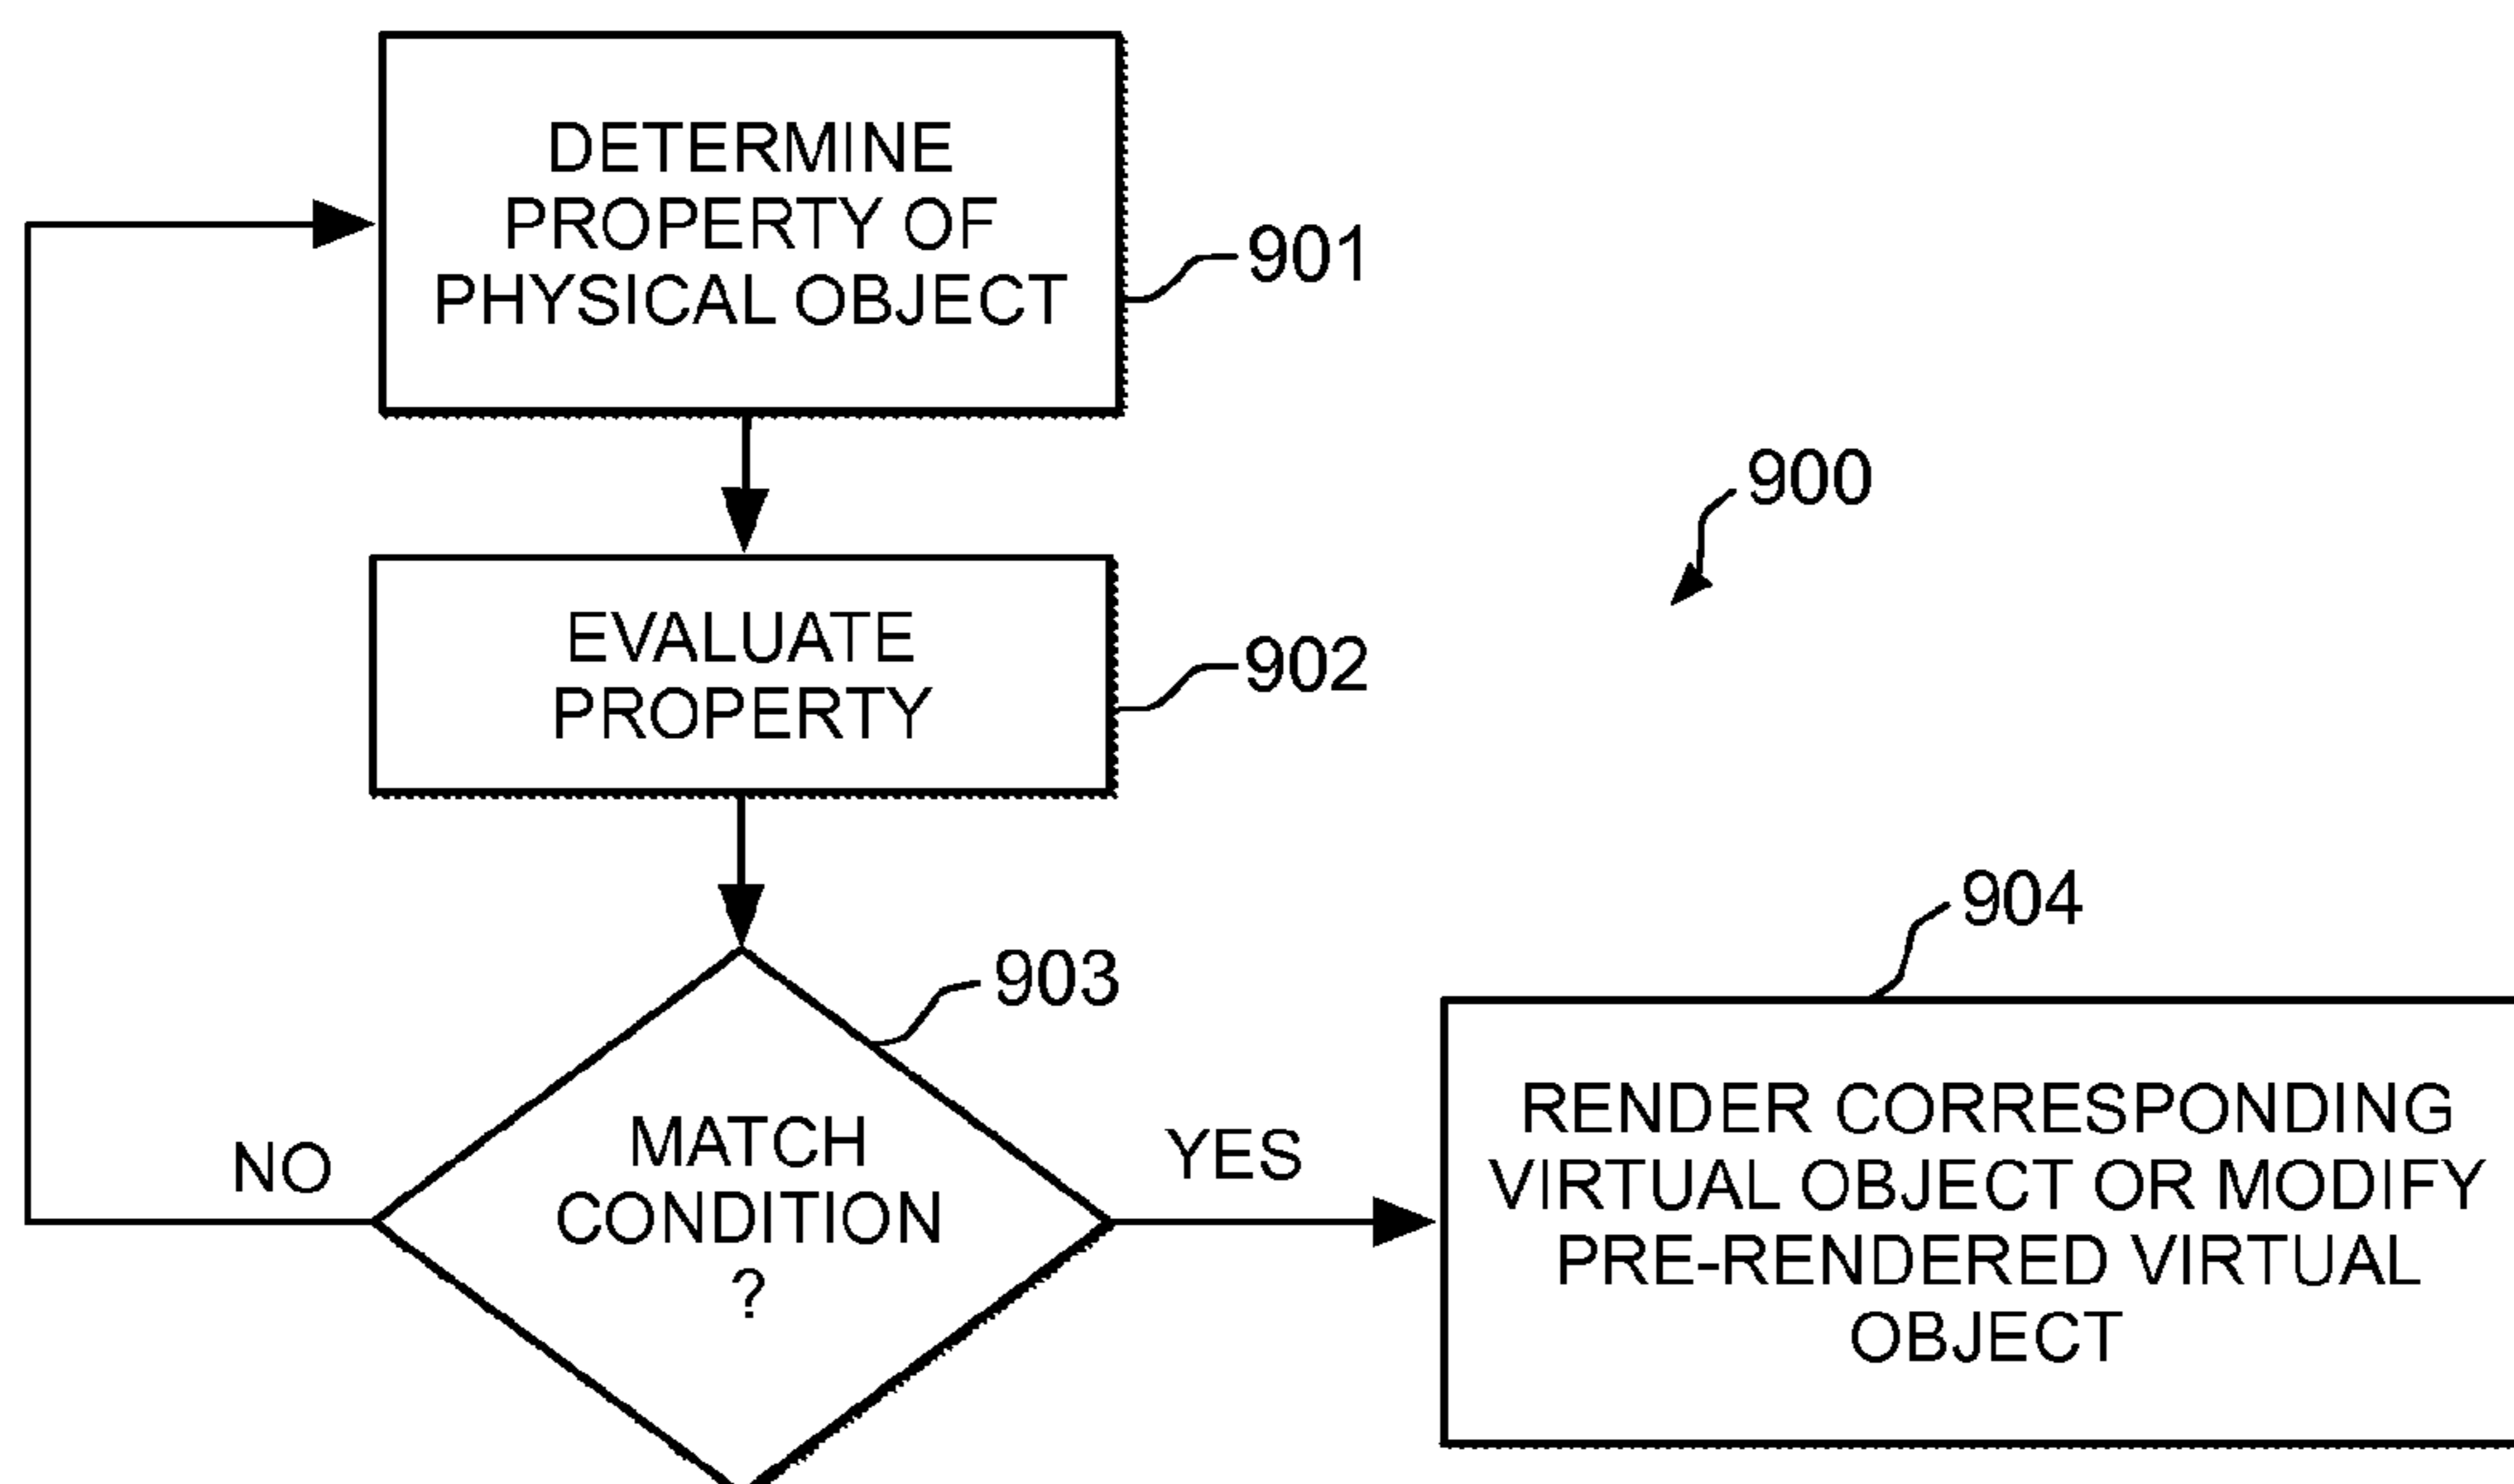 DETERMINE
PROPERTY OF
PHYSICAL OBJECT
901
900
EVALUATE
PROPERTY
902
904
903
MATCH
CONDITION
?
NO
YES
RENDER CORRESPONDING
VIRTUAL OBJECT OR MODIFY
PRE-RENDERED VIRTUAL
OBJECT